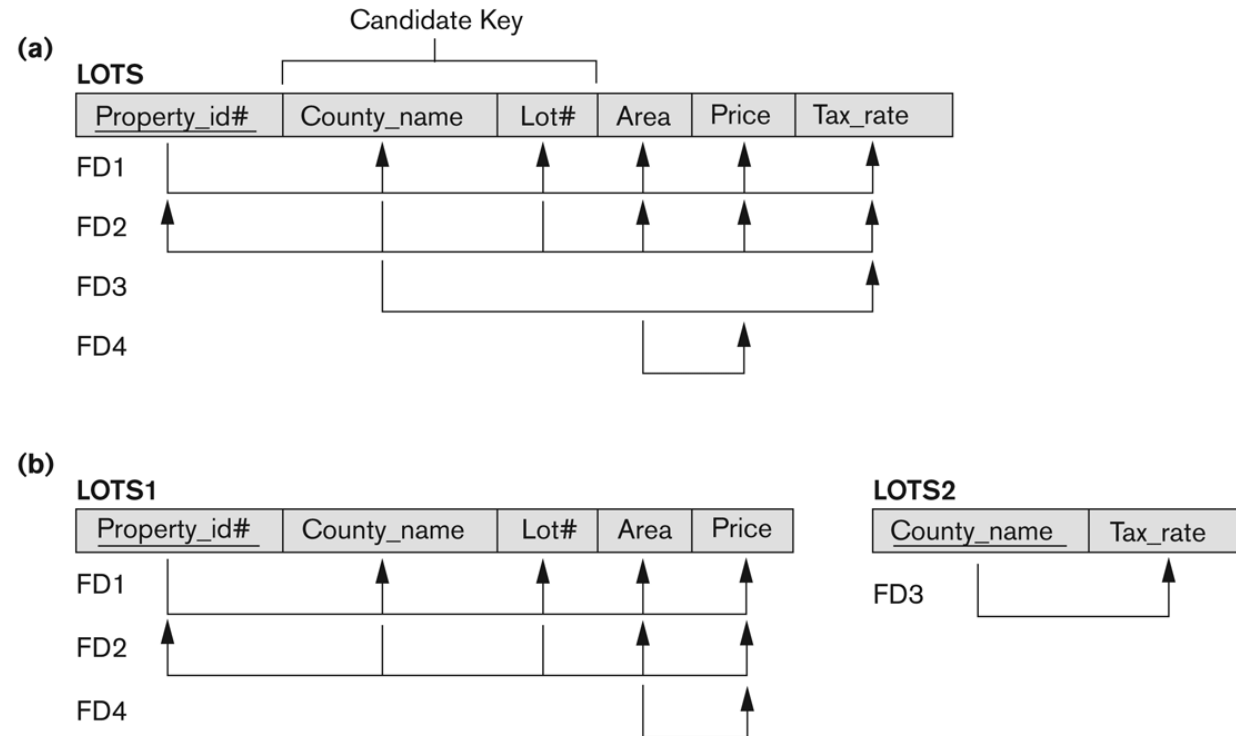 Candidate Key
(a)
LOTS
Property_id# County_name Lot# Area Price Tax_rate
FD1
FD2
FD3
FD4
(b)
LOTS1 LOTS2
Property_id# County_name Lot# Area Price County_name Tax_rate
FD1 FD3
FD2
FD4